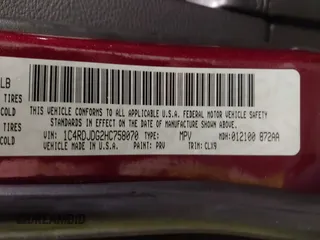 LB
TIRES
COLD
THIS VEHICLE CONFORMS TO ALL APPLICABLE U.S.A. FEDERAL MOTOR VEHICLE SAFETY
TIRES
STANDARDS IN EFFECT ON THE DATE OF MANUFACTURE SHOWN ABOVE.
COLD
VIN: 1C4RDJDG2HC758070 TYPE: MPV MDH: 012100 872AA
VEHICLE MADE IN U.S.A. PAINT: PRV TRIM: CLX9